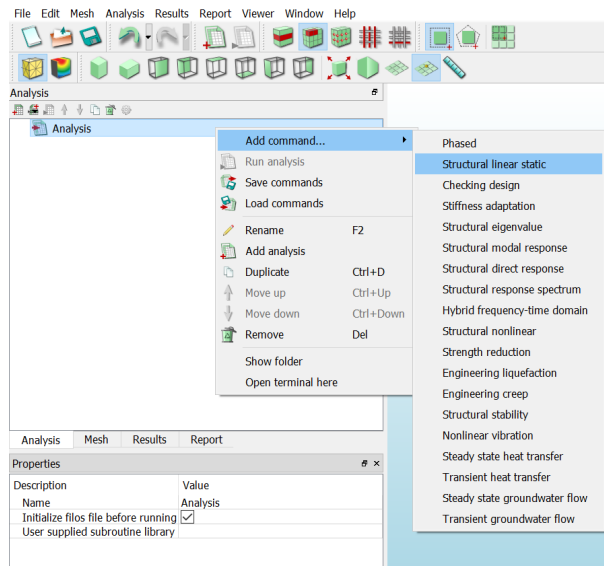 File Edit Mesh Analysis Results Report Viewer Window Help
Analysis
Analysis
Add command...
Run analysis
Save commands
Load commands
Rename F2
Add analysis
Duplicate Ctrl+D
Move up Ctrl+Up
Move down Ctrl+Down
Remove Del
Show folder
Open terminal here
Phased
Structural linear static
Checking design
Stiffness adaptation
Structural eigenvalue
Structural modal response
Structural direct response
Structural response spectrum
Hybrid frequency-time domain
Structural nonlinear
Strength reduction
Engineering liquefaction
Engineering creep
Structural stability
Nonlinear vibration
Steady state heat transfer
Transient heat transfer
Steady state groundwater flow
Transient groundwater flow
Analysis Mesh Results Report
Properties
Description Value
Name Analysis
Initialize filos file before running
User supplied subroutine library